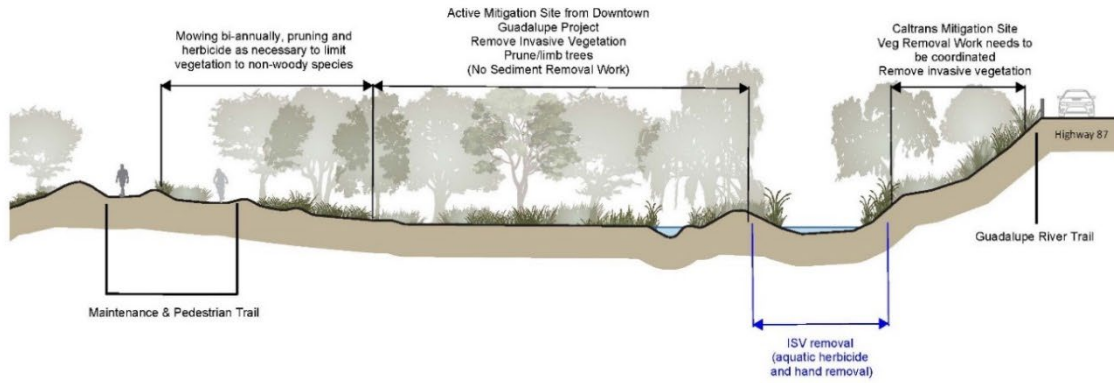 Mowing bi-annually, pruning and
herbicide as necessary to limit
vegetation to non-woody species
Active Mitigation Site from Downtown
Guadalupe Project
Remove Invasive Vegetation
Prune/limb trees
(No Sediment Removal Work)
Caltrans Mitigation Site
Veg Removal Work needs to
be coordinated
Remove invasive vegetation
Highway 87
Guadalupe River Trail
Maintenance & Pedestrian Trail
ISV removal
(aquatic herbicide
and hand removal)